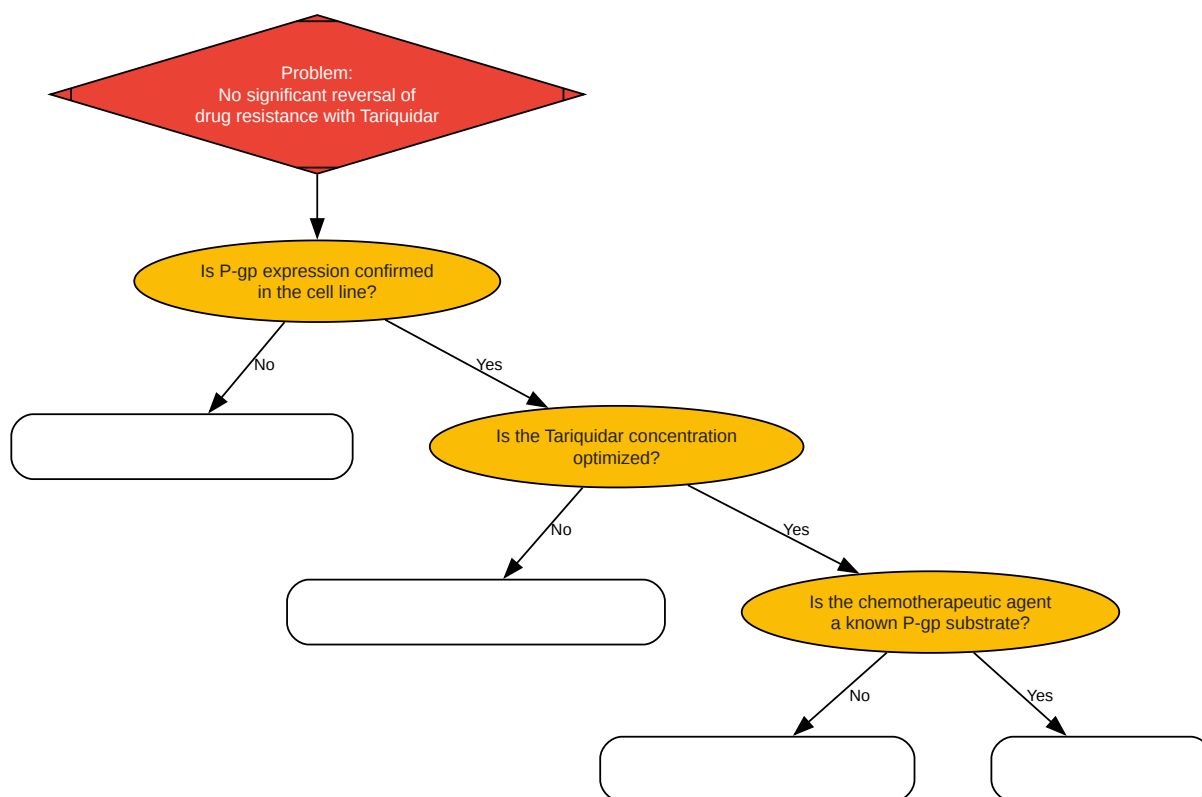 Problem:
No significant reversal of
drug resistance with Tariquidar
Is P-gp expression confirmed
in the cell line?
No
Yes
Is the Tariquidar concentration
optimized?
No
Yes
Is the chemotherapeutic agent
a known P-gp substrate?
No
Yes